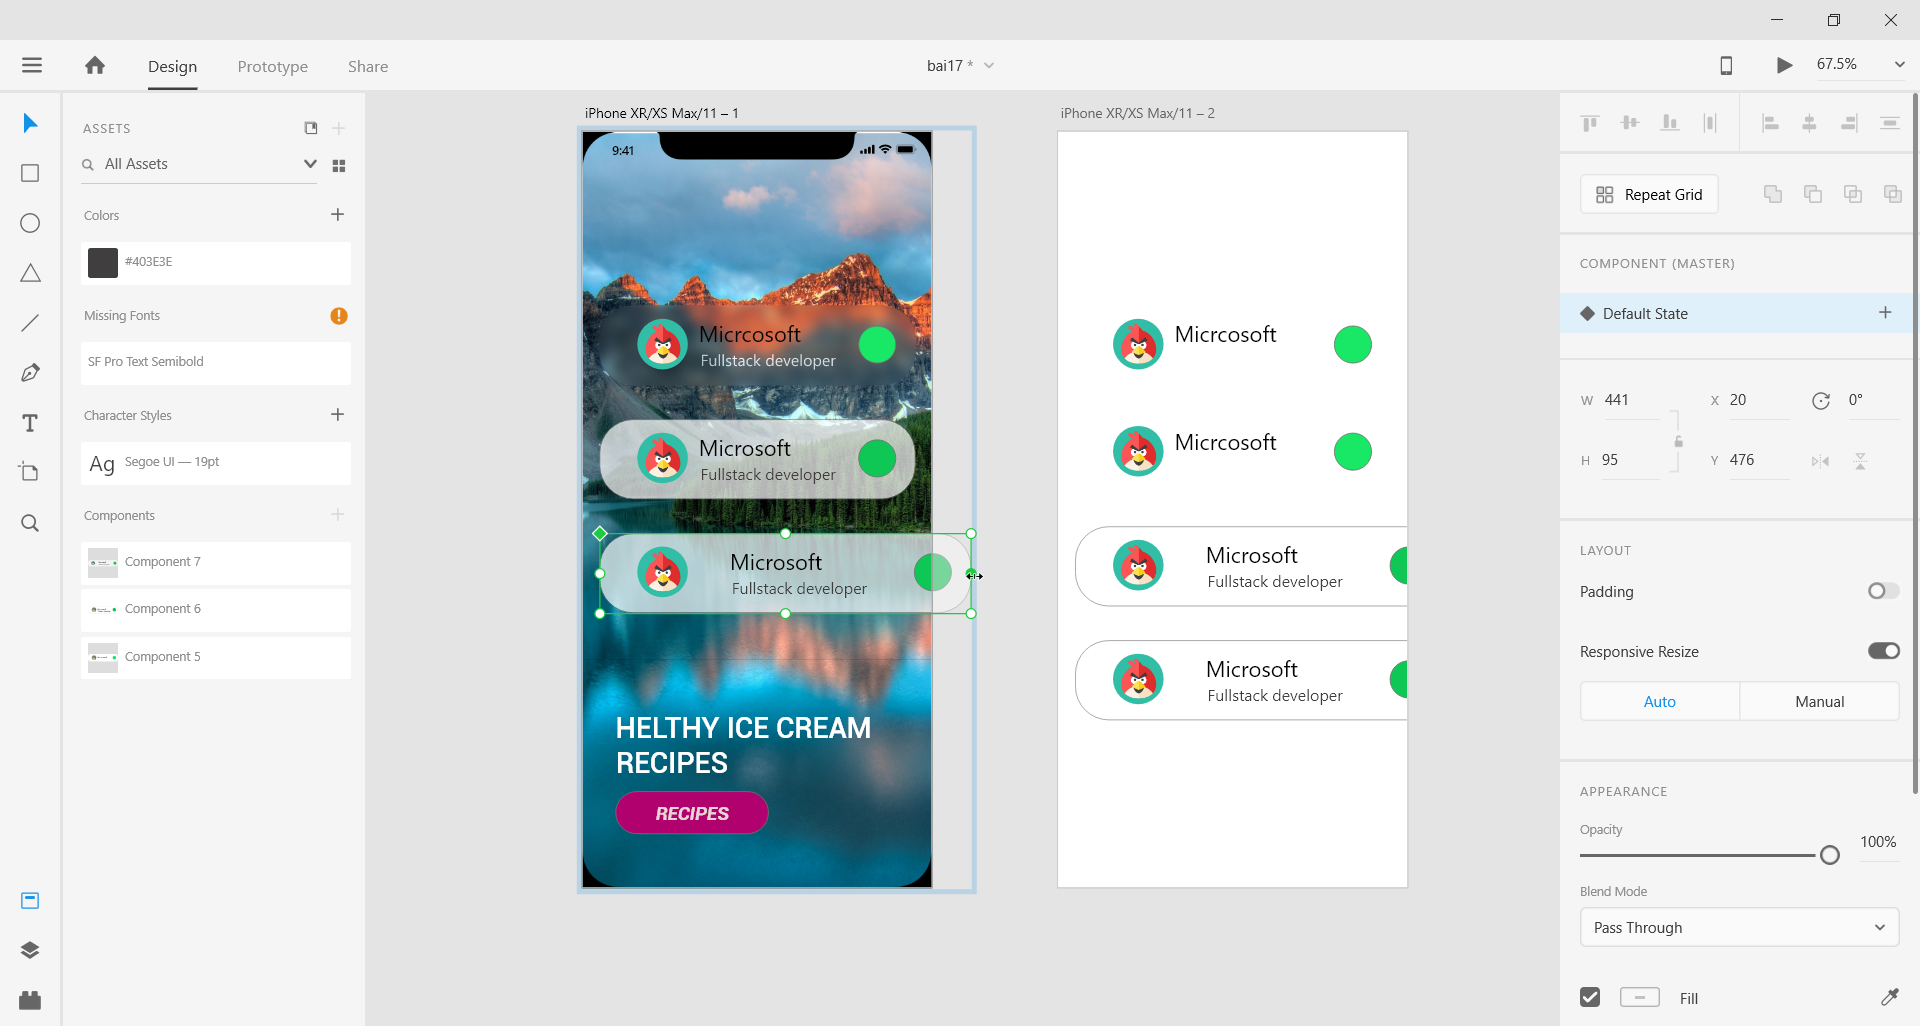 Design
Prototype
Share
bai17 *
67.5%
ASSETS
All Assets
Colors
#403E3E
Missing Fonts
SF Pro Text Semibold
Character Styles
Ag
Segoe UI — 19pt
Components
Component 7
Component 6
Component 5
iPhone XR/XS Max/11 – 1
9:41
Micrcosoft
Fullstack developer
Microsoft
Fullstack developer
Microsoft
Fullstack developer
HELTHY ICE CREAM
RECIPES
RECIPES
iPhone XR/XS Max/11 – 2
Micrcosoft
Micrcosoft
Microsoft
Fullstack developer
Microsoft
Fullstack developer
Repeat Grid
COMPONENT (MASTER)
Default State
W 441 X 20 0°
H 95 Y 476
LAYOUT
Padding
Responsive Resize
Auto
Manual
APPEARANCE
Opacity
100%
Blend Mode
Pass Through
Fill